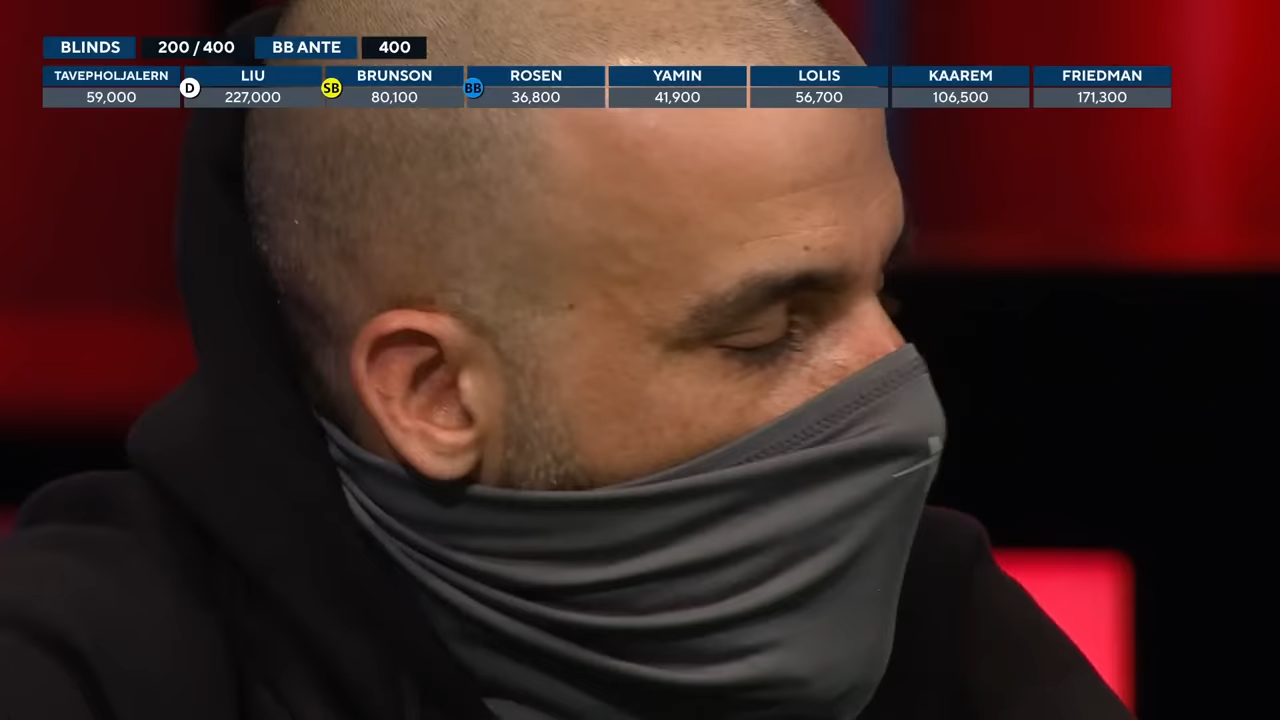 BLINDS 200 / 400 BB ANTE 400
TAVEPHOLJALERN LIU BRUNSON ROSEN YAMIN LOLIS KAAREM FRIEDMAN
59,000 D 227,000 SB 80,100 BB 36,800 41,900 56,700 106,500 171,300